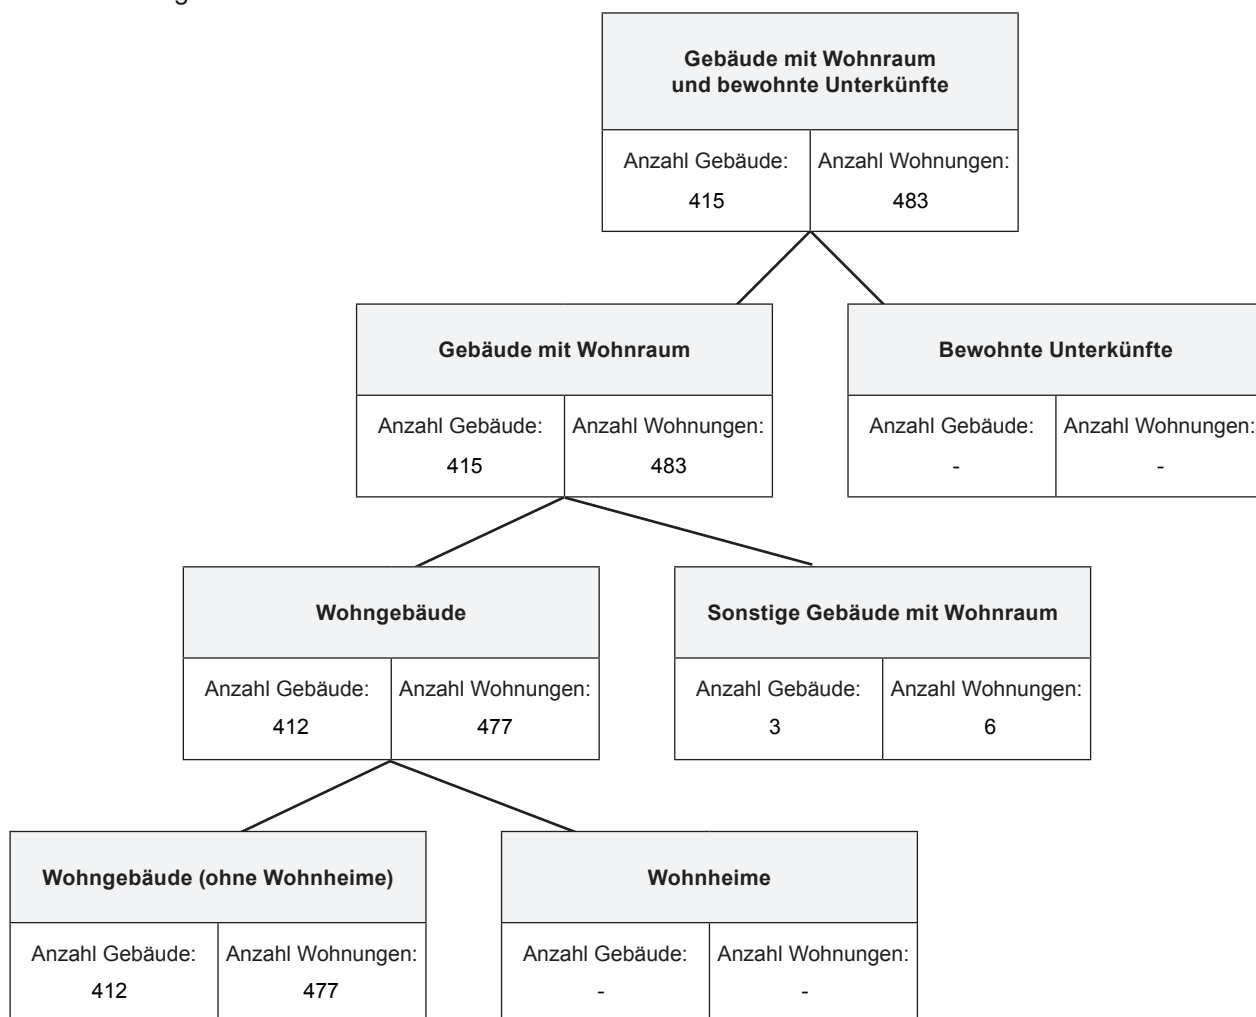 Gebäude mit Wohnraum
und bewohnte Unterkünfte
Anzahl Gebäude: Anzahl Wohnungen:
415 483
Gebäude mit Wohnraum Bewohnte Unterkünfte
Anzahl Gebäude: Anzahl Wohnungen: Anzahl Gebäude: Anzahl Wohnungen:
415 483 - -
Wohngebäude Sonstige Gebäude mit Wohnraum
Anzahl Gebäude: Anzahl Wohnungen: Anzahl Gebäude: Anzahl Wohnungen:
412 477 3 6
Wohngebäude (ohne Wohnheime) Wohnheime
Anzahl Gebäude: Anzahl Wohnungen: Anzahl Gebäude: Anzahl Wohnungen:
412 477 - -